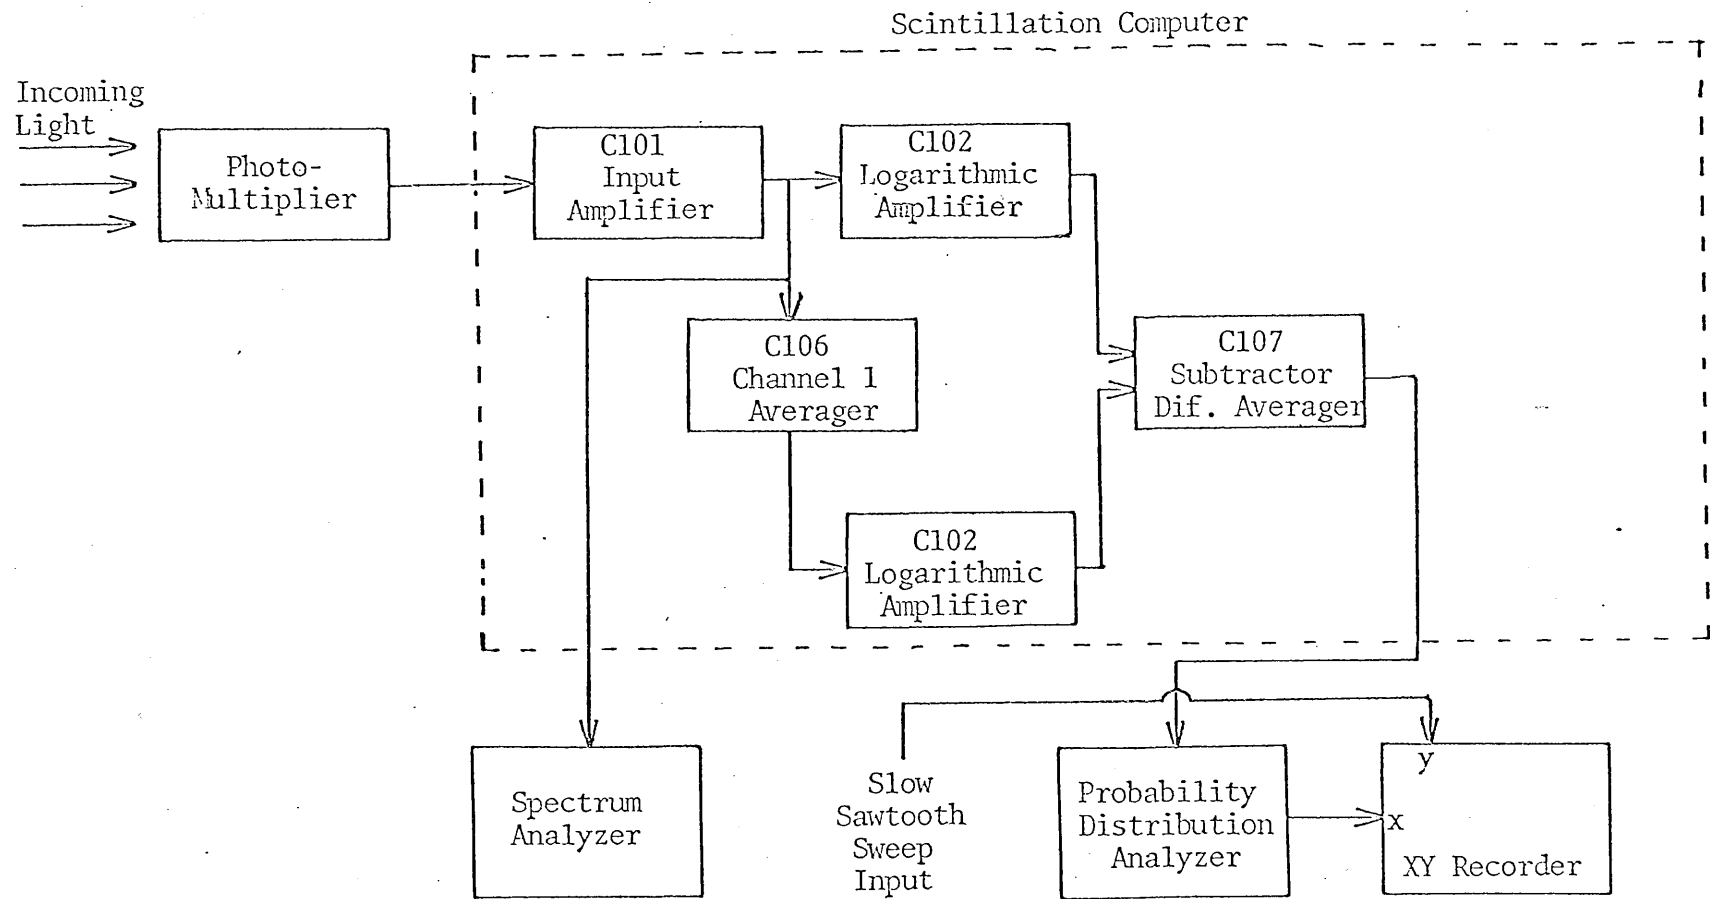 Scintillation Computer
Incoming
Light
Photo-
Multiplier
C101
Input
Amplifier
C102
Logarithmic
Amplifier
C106
Channel 1
Averager
C107
Subtractor
Dif. Averager
C102
Logarithmic
Amplifier
Spectrum
Analyzer
Slow
Sawtooth
Sweep
Input
Probability
Distribution
Analyzer
y
x
XY Recorder